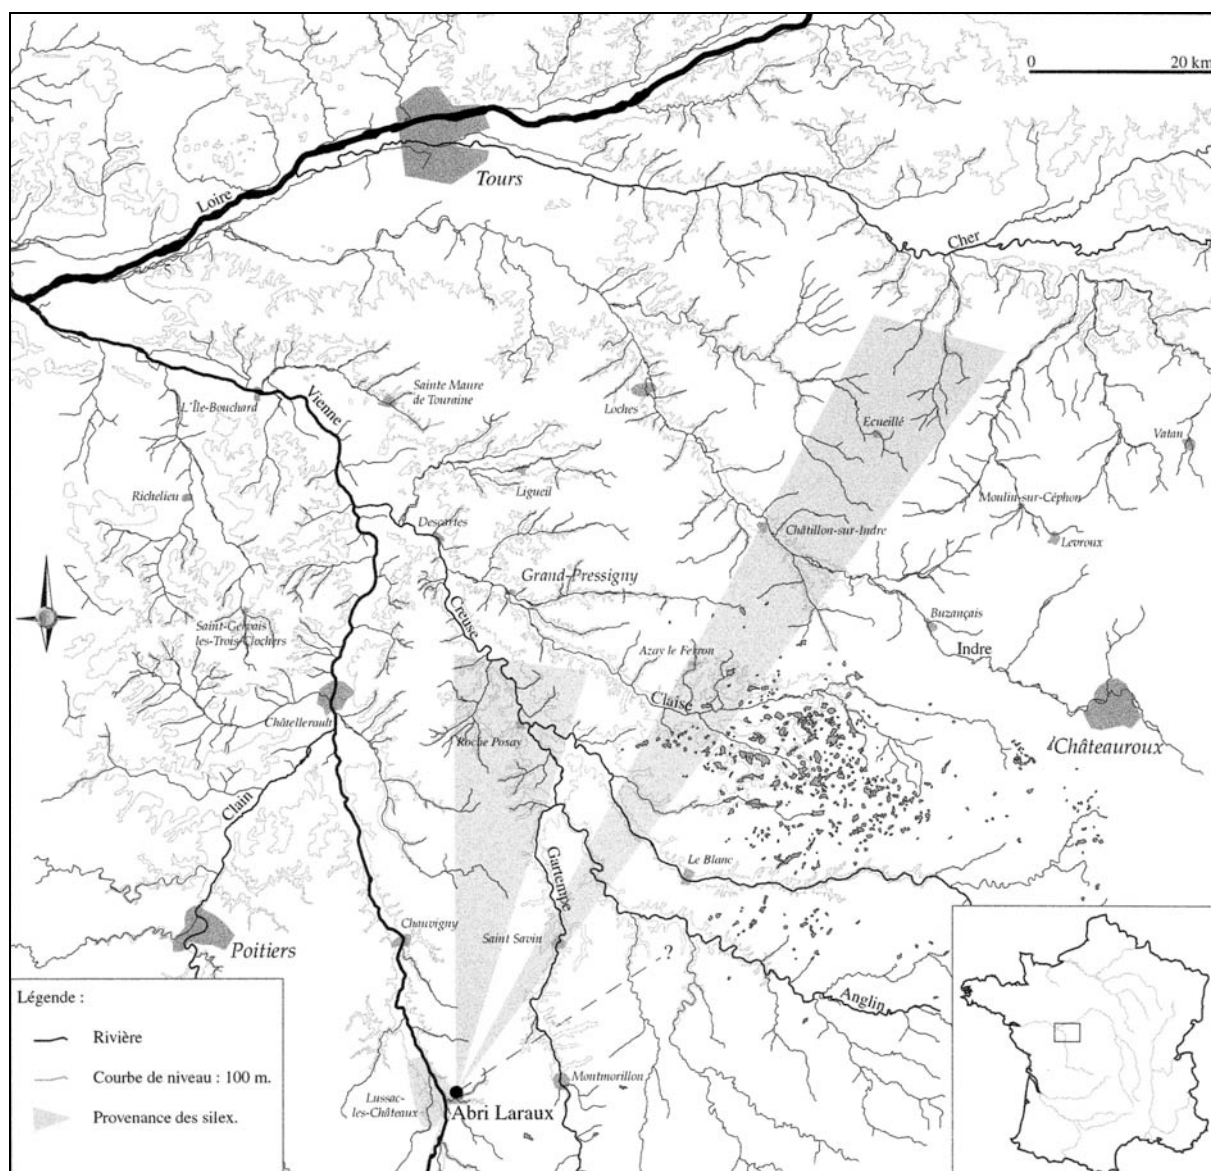 0 20 km
Tours
Loire
Cher
Sainte Maure
de Touraine
Vienne
L'Île-Bouchard
Loches
Ecueillé
Vatan
Richelieu
Ligueil
Moulin-sur-Céphon
Descartes
Châtillon-sur-Indre
Levroux
Grand-Pressigny
Creuse
Saint-Gervais
les-Trois-Clochers
Buzançais
Azay le Ferron
Indre
Claise
Châtellerault
Roche Posay
Châteauroux
Clain
Gartempe
Le Blanc
Chauvigny
Saint Savin
Poitiers
?
Anglin
Légende :
Rivière
Courbe de niveau : 100 m.
Provenance des silex.
Lussac-
les-Châteaux
Abri Laraux
Montmorillon